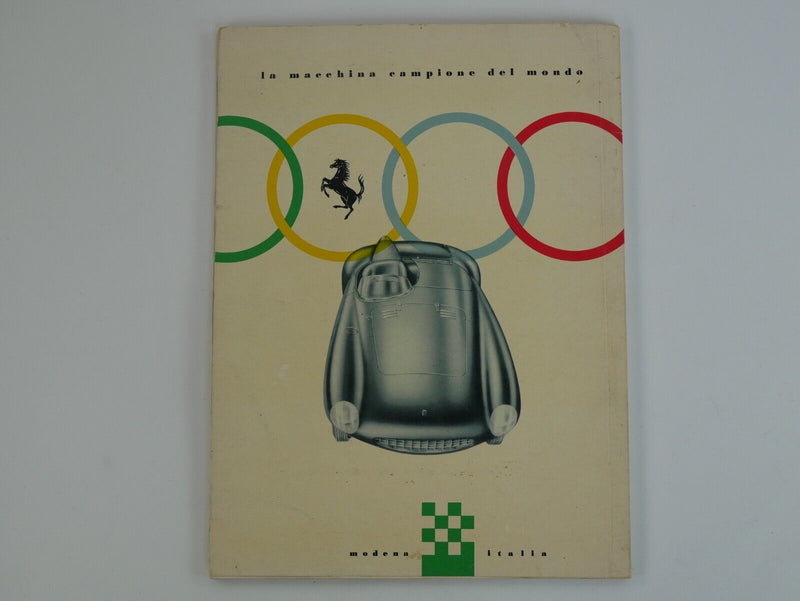 la macchina campione del mondo
modena italia